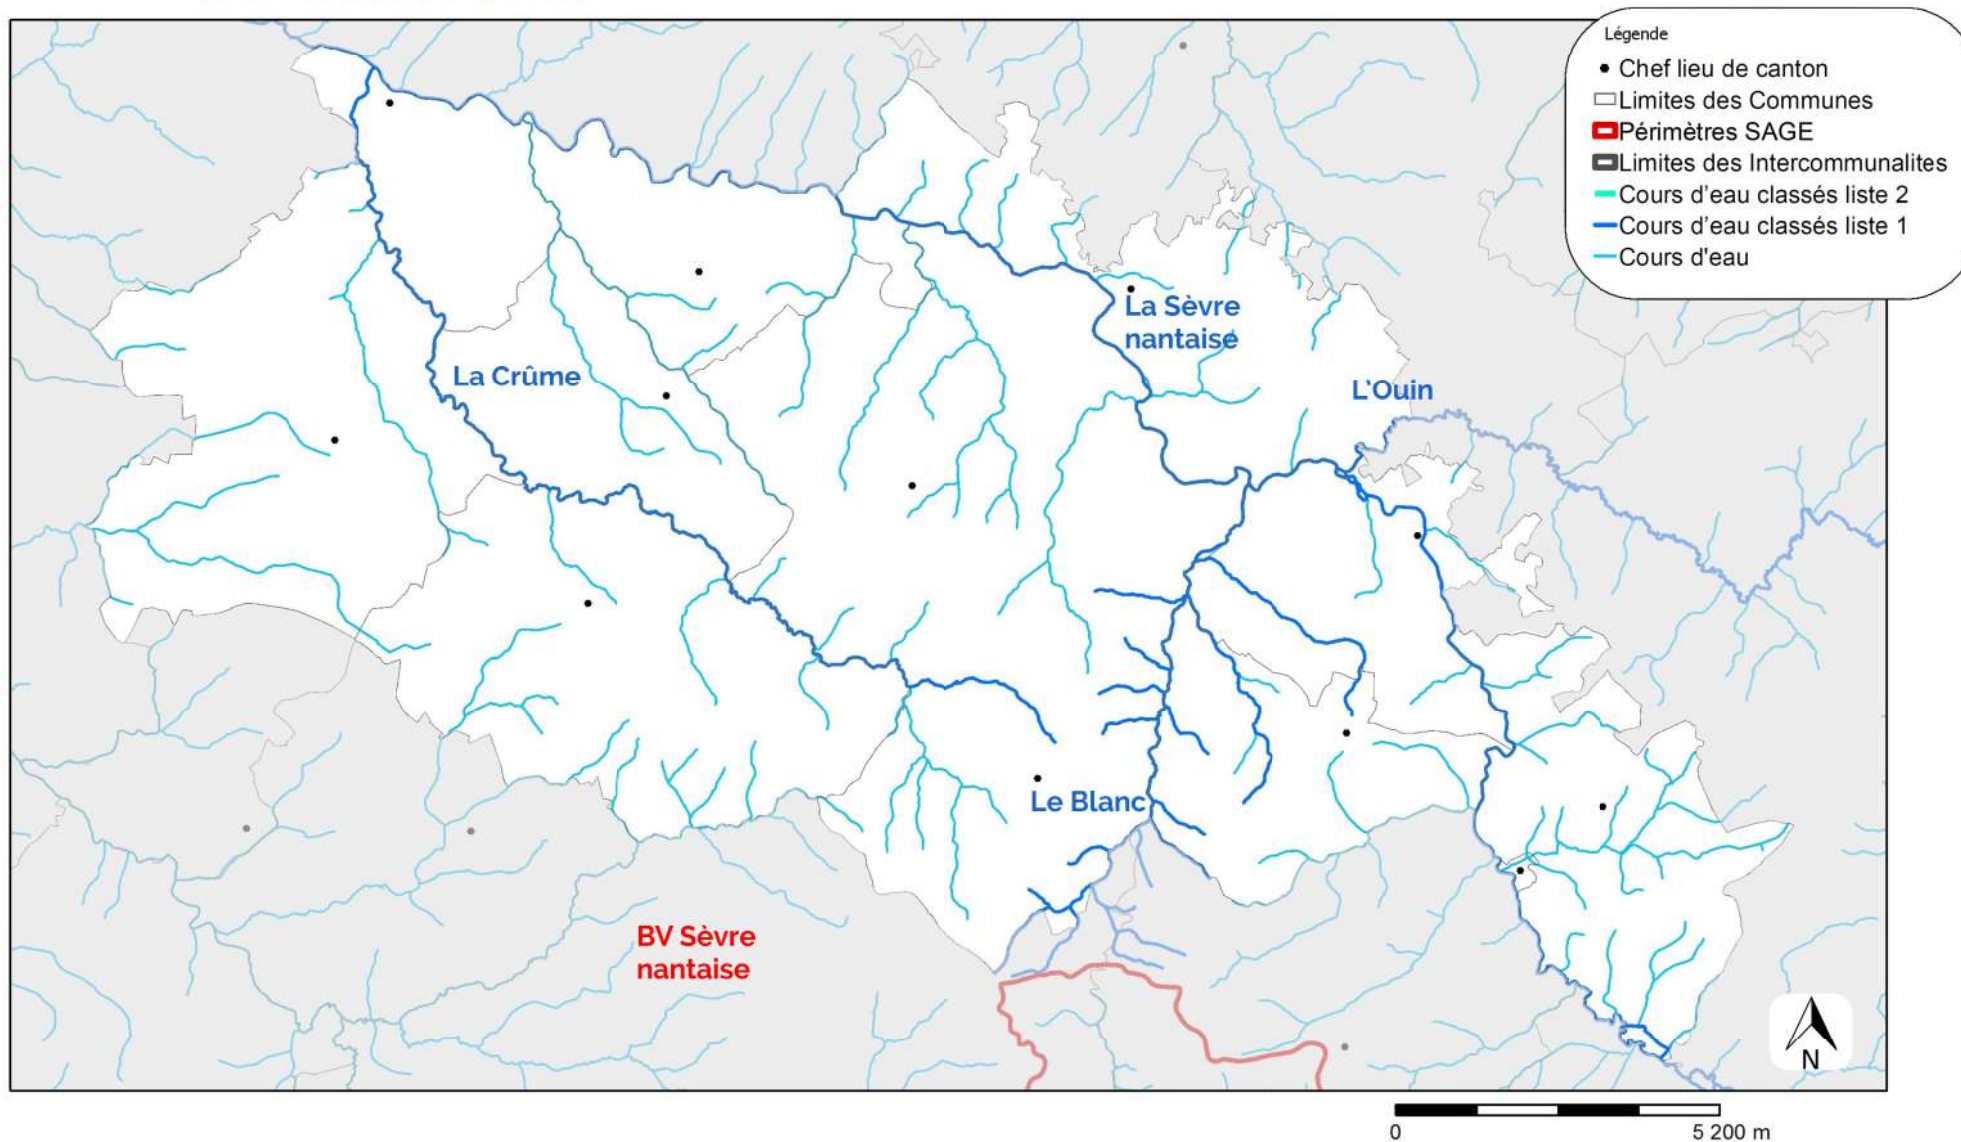 Légende
Chef lieu de canton
Limites des Communes
Périmètres SAGE
Limites des Intercommunalites
Cours d'eau classés liste 2
Cours d'eau classés liste 1
Cours d'eau
La Sèvre
nantaise
La Crûme
L'Ouin
Le Blanc
BV Sèvre
nantaise
N
0 5 200 m